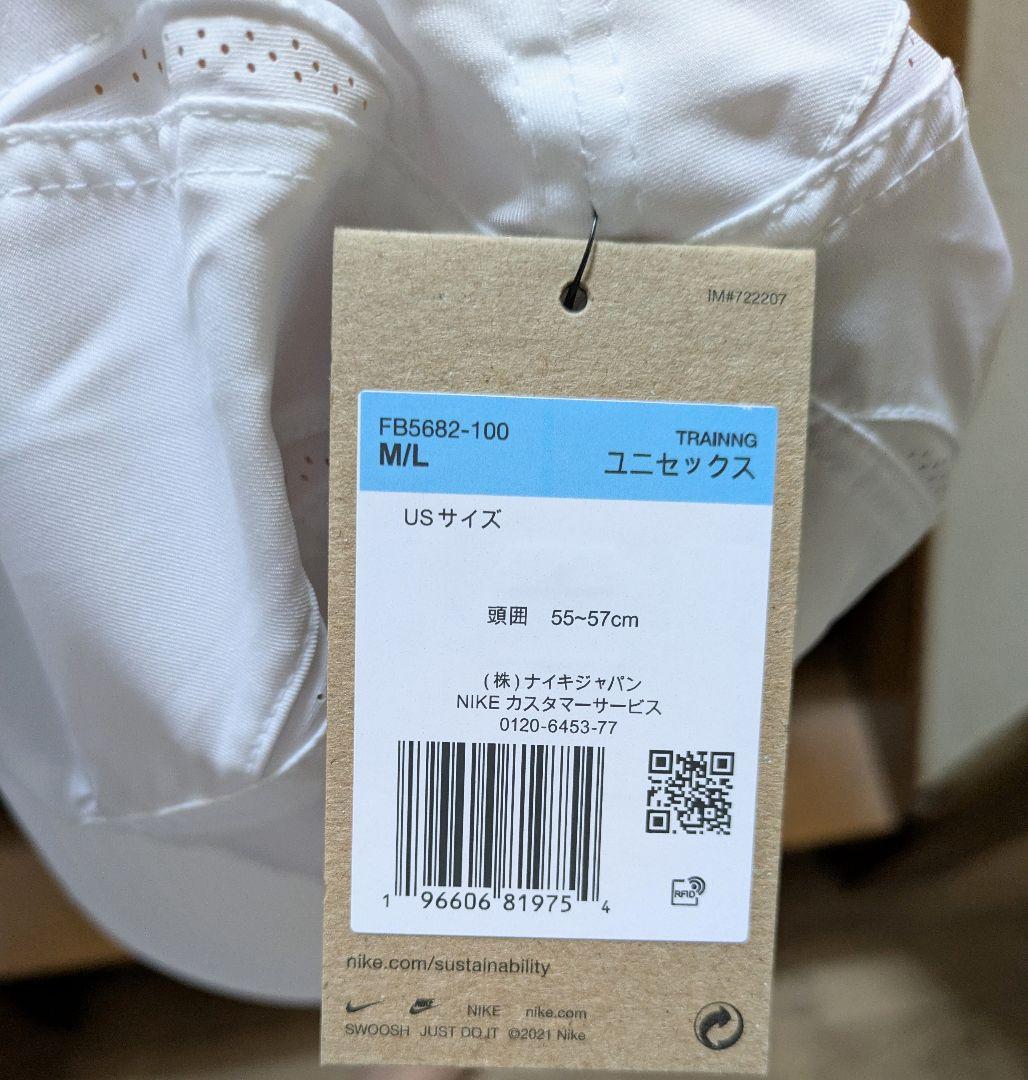 IM#722207
FB5682-100
M/L
TRAINNG
ユニセックス
USサイズ
頭囲 55~57cm
(株)ナイキジャパン
NIKE カスタマーサービス
0120-6453-77
1 96606 81975 4
RFID
nike.com/sustainability
NIKE nike.com
SWOOSH JUST DO IT ©2021 Nike